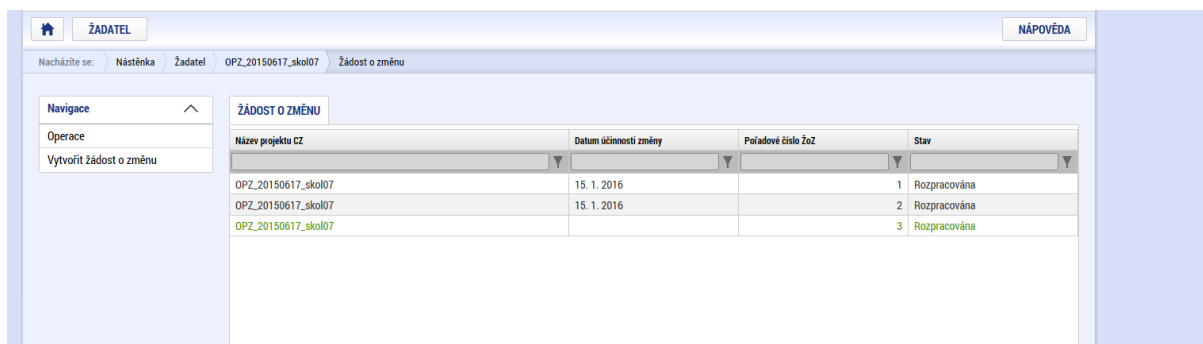 ŽADATEL
NÁPOVĚDA
Nacházíte se: Nástěnka Žadatel OPZ_20150617_skol07 Žádost o změnu
Navigace
Operace
Vytvořit žádost o změnu
ŽÁDOST O ZMĚNU
Název projektu CZ Datum účinnosti změny Pořadové číslo ŽoZ Stav
OPZ_20150617_skol07 15. 1. 2016 1 Rozpracována
OPZ_20150617_skol07 15. 1. 2016 2 Rozpracována
OPZ_20150617_skol07 3 Rozpracována